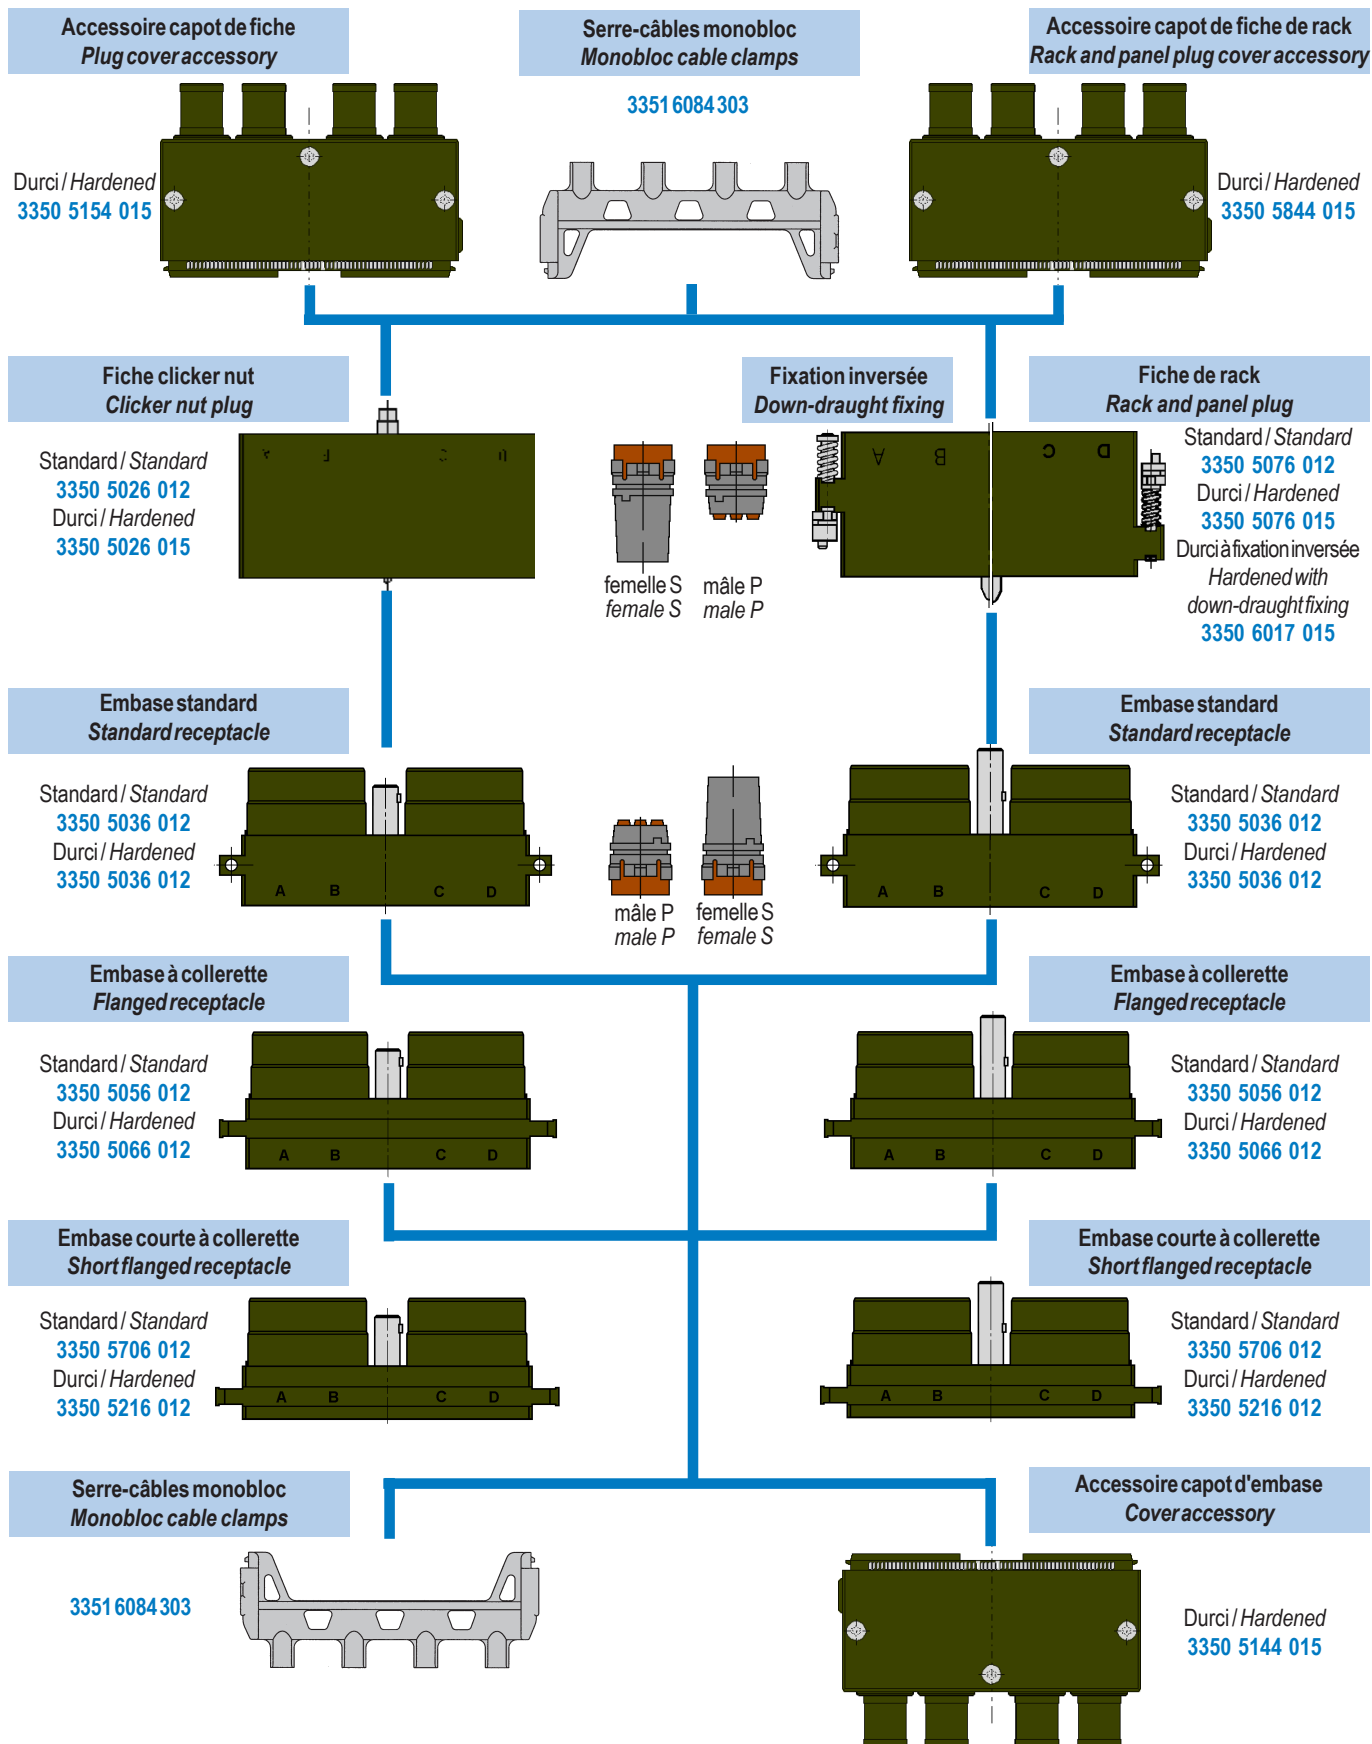 Accessoire capot de fiche
Plug cover accessory
Serre-câbles monobloc
Monobloc cable clamps
Accessoire capot de fiche de rack
Rack and panel plug cover accessory
3351 6084 303
Durci / Hardened
3350 5154 015
Durci / Hardened
3350 5844 015
Fiche clicker nut
Clicker nut plug
Fixation inversée
Down-draught fixing
Fiche de rack
Rack and panel plug
Standard / Standard
3350 5026 012
Durci / Hardened
3350 5026 015
femelle S
female S
mâle P
male P
A B C D
Standard / Standard
3350 5076 012
Durci / Hardened
3350 5076 015
Durci à fixation inversée
Hardened with
down-draught fixing
3350 6017 015
Embase standard
Standard receptacle
Embase standard
Standard receptacle
Standard / Standard
3350 5036 012
Durci / Hardened
3350 5036 012
A B C D
mâle P
male P
femelle S
female S
A B C D
Standard / Standard
3350 5036 012
Durci / Hardened
3350 5036 012
Embase à collerette
Flanged receptacle
Embase à collerette
Flanged receptacle
Standard / Standard
3350 5056 012
Durci / Hardened
3350 5066 012
A B C D
A B C D
Standard / Standard
3350 5056 012
Durci / Hardened
3350 5066 012
Embase courte à collerette
Short flanged receptacle
Embase courte à collerette
Short flanged receptacle
Standard / Standard
3350 5706 012
Durci / Hardened
3350 5216 012
A B C D
A B C D
Standard / Standard
3350 5706 012
Durci / Hardened
3350 5216 012
Serre-câbles monobloc
Monobloc cable clamps
Accessoire capot d'embase
Cover accessory
3351 6084 303
Durci / Hardened
3350 5144 015